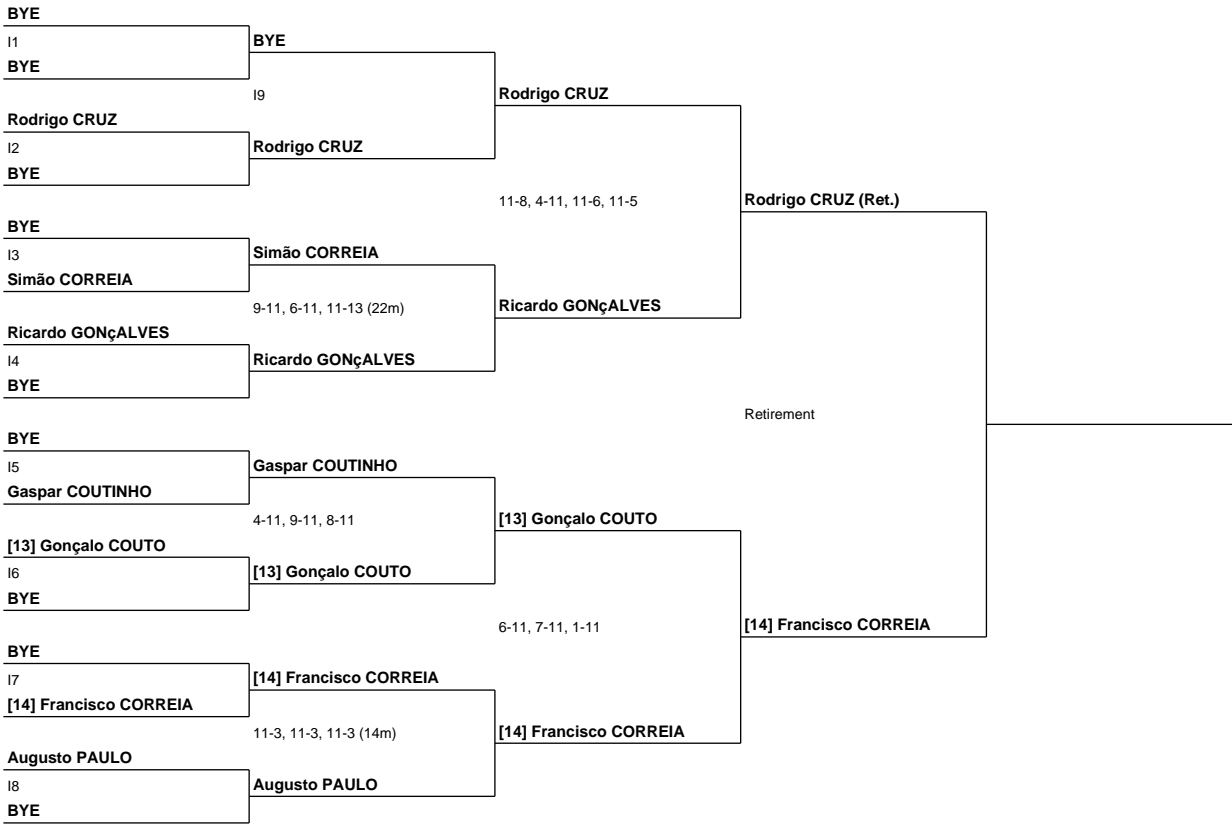 BYE
I1
BYE
BYE
I9
Rodrigo CRUZ
Rodrigo CRUZ
I2
BYE
Rodrigo CRUZ
11-8, 4-11, 11-6, 11-5
Rodrigo CRUZ (Ret.)
BYE
I3
Simão CORREIA
Simão CORREIA
9-11, 6-11, 11-13 (22m)
Ricardo GONçALVES
Ricardo GONçALVES
I4
BYE
Ricardo GONçALVES
Retirement
BYE
I5
Gaspar COUTINHO
Gaspar COUTINHO
4-11, 9-11, 8-11
[13] Gonçalo COUTO
[13] Gonçalo COUTO
I6
BYE
[13] Gonçalo COUTO
6-11, 7-11, 1-11
[14] Francisco CORREIA
BYE
I7
[14] Francisco CORREIA
[14] Francisco CORREIA
11-3, 11-3, 11-3 (14m)
[14] Francisco CORREIA
Augusto PAULO
I8
BYE
Augusto PAULO